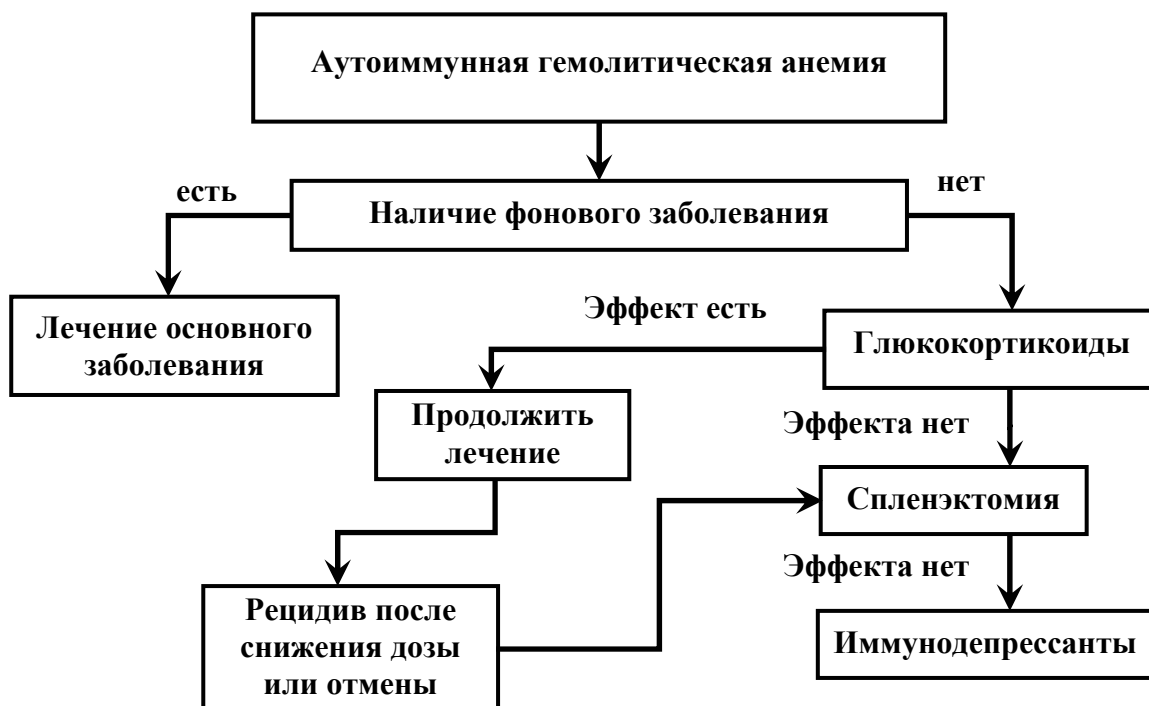 Аутоиммунная гемолитическая анемия
есть
нет
Наличие фонового заболевания
Лечение основного
заболевания
Эффект есть
Глюкокортикоиды
Продолжить
лечение
Эффекта нет
Спленэктомия
Эффекта нет
Рецидив после
снижения дозы
или отмены
Иммунодепрессанты